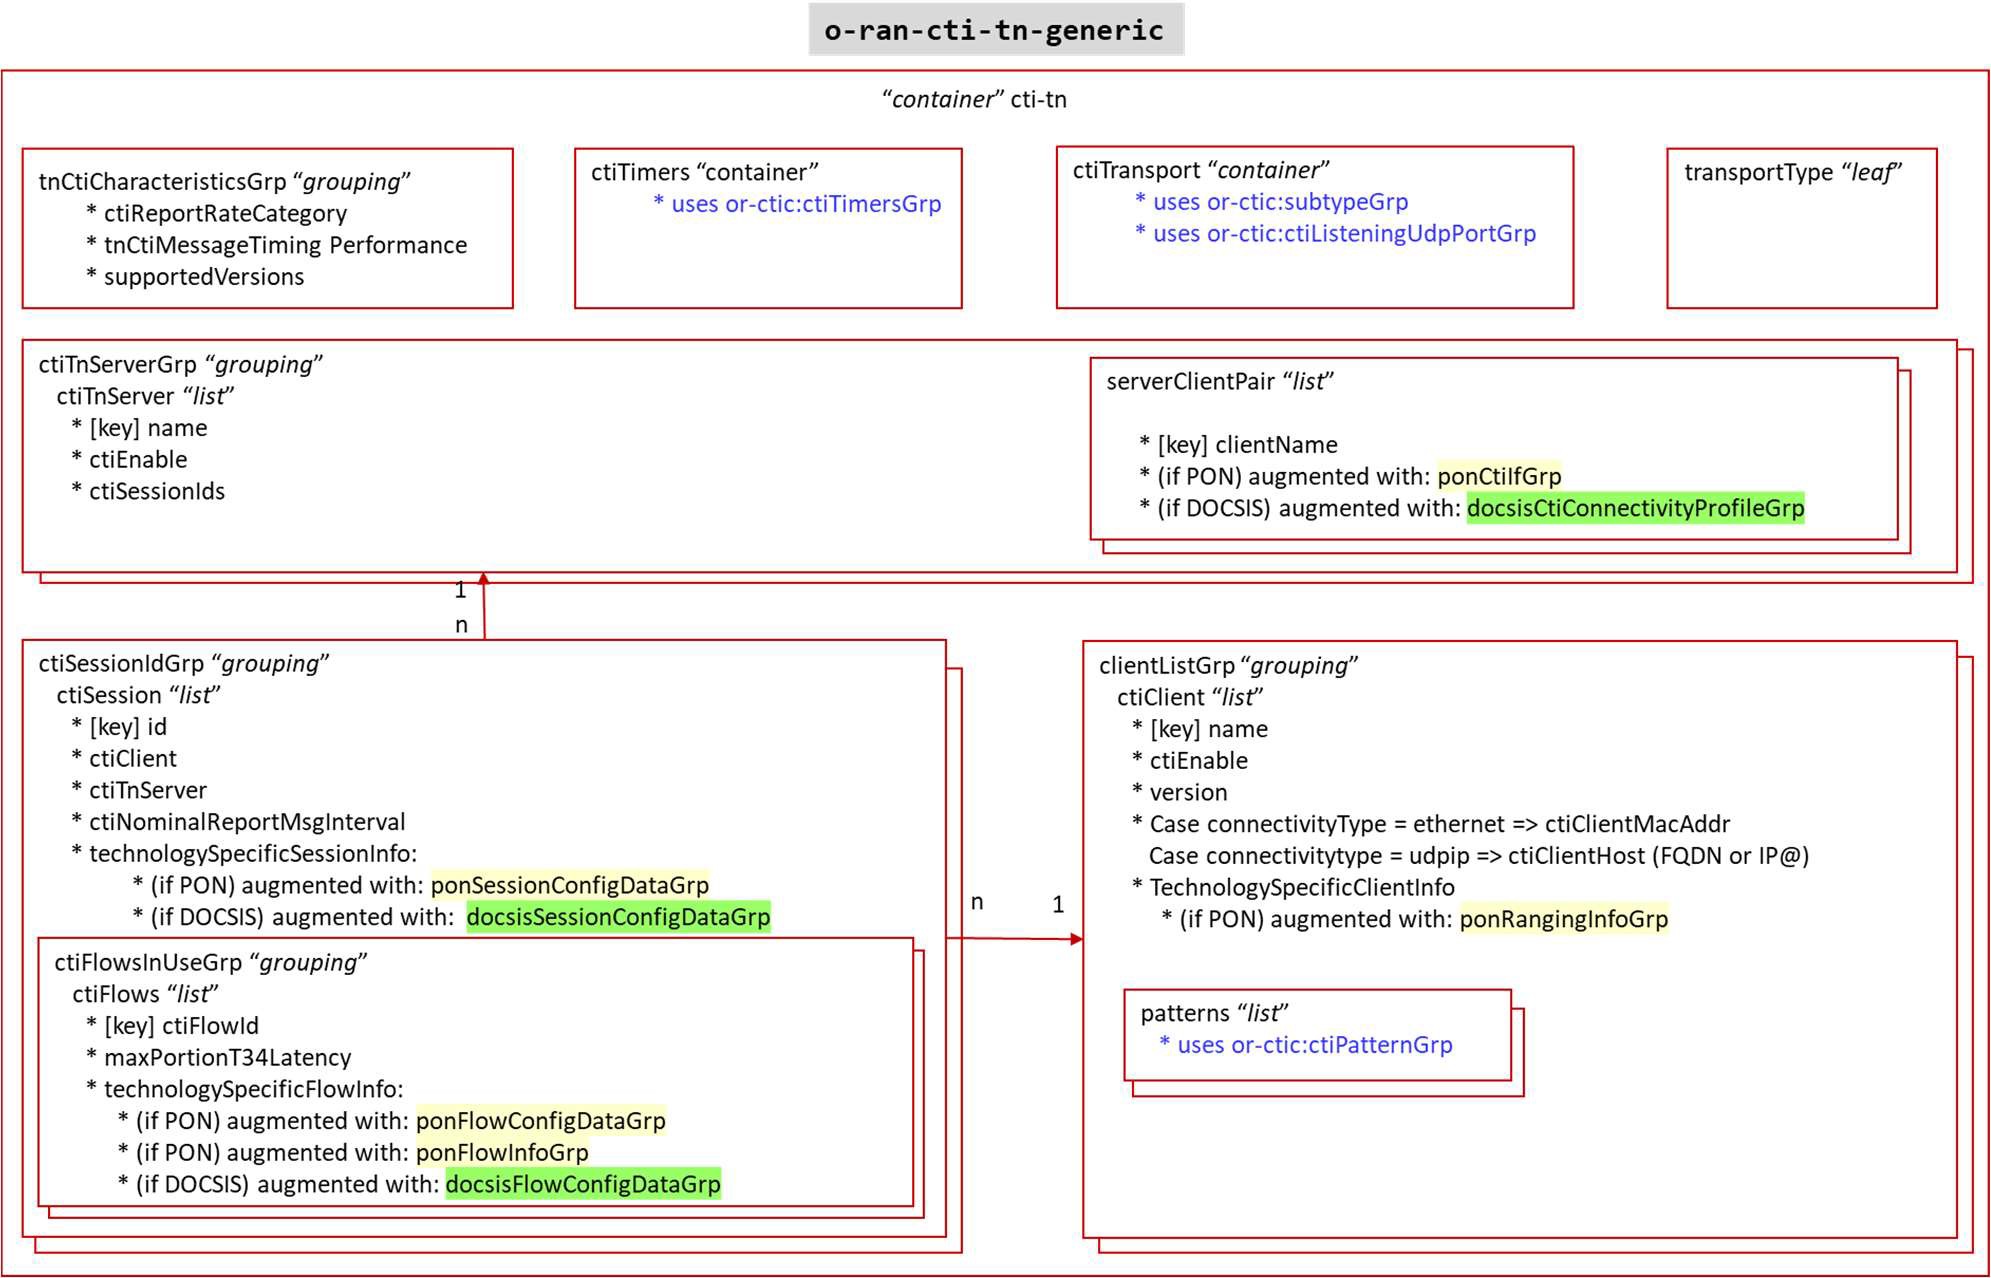 o-ran-cti-tn-generic
“container” cti-tn
tnCtiCharacteristicsGrp “grouping”
* ctiReportRateCategory
* tnCtiMessageTiming Performance
* supportedVersions
ctiTimers “container”
* uses or-ctic:ctiTimersGrp
ctiTransport “container”
* uses or-ctic:subtypeGrp
* uses or-ctic:ctiListeningUdpPortGrp
transportType “leaf”
ctiTnServerGrp “grouping”
ctiTnServer “list”
* [key] name
* ctiEnable
* ctiSessionIds
serverClientPair “list”
* [key] clientName
* (if PON) augmented with: ponCtiIfGrp
* (if DOCSIS) augmented with: docsisCtiConnectivityProfileGrp
1
n
ctiSessionIdGrp “grouping”
ctiSession “list”
* [key] id
* ctiClient
* ctiTnServer
* ctiNominalReportMsgInterval
* technologySpecificSessionInfo:
* (if PON) augmented with: ponSessionConfigDataGrp
* (if DOCSIS) augmented with: docsisSessionConfigDataGrp
ctiFlowsInUseGrp “grouping”
ctiFlows “list”
* [key] ctiFlowId
* maxPortionT34Latency
* technologySpecificFlowInfo:
* (if PON) augmented with: ponFlowConfigDataGrp
* (if PON) augmented with: ponFlowInfoGrp
* (if DOCSIS) augmented with: docsisFlowConfigDataGrp
n 1
clientListGrp “grouping”
ctiClient “list”
* [key] name
* ctiEnable
* version
* Case connectivityType = ethernet => ctiClientMacAddr
Case connectivitytype = udpip => ctiClientHost (FQDN or IP@)
* TechnologySpecificClientInfo
* (if PON) augmented with: ponRangingInfoGrp
patterns “list”
* uses or-ctic:ctiPatternGrp